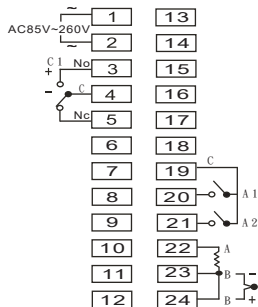 ~ 1 13
AC85V~260V
~ 2 14
C1 No 3 15
+
- C 4 16
Nc 5 17
6 18
7 19 C
8 20 A1
9 21 A2
10 22 A
11 23 B -
12 24 B +